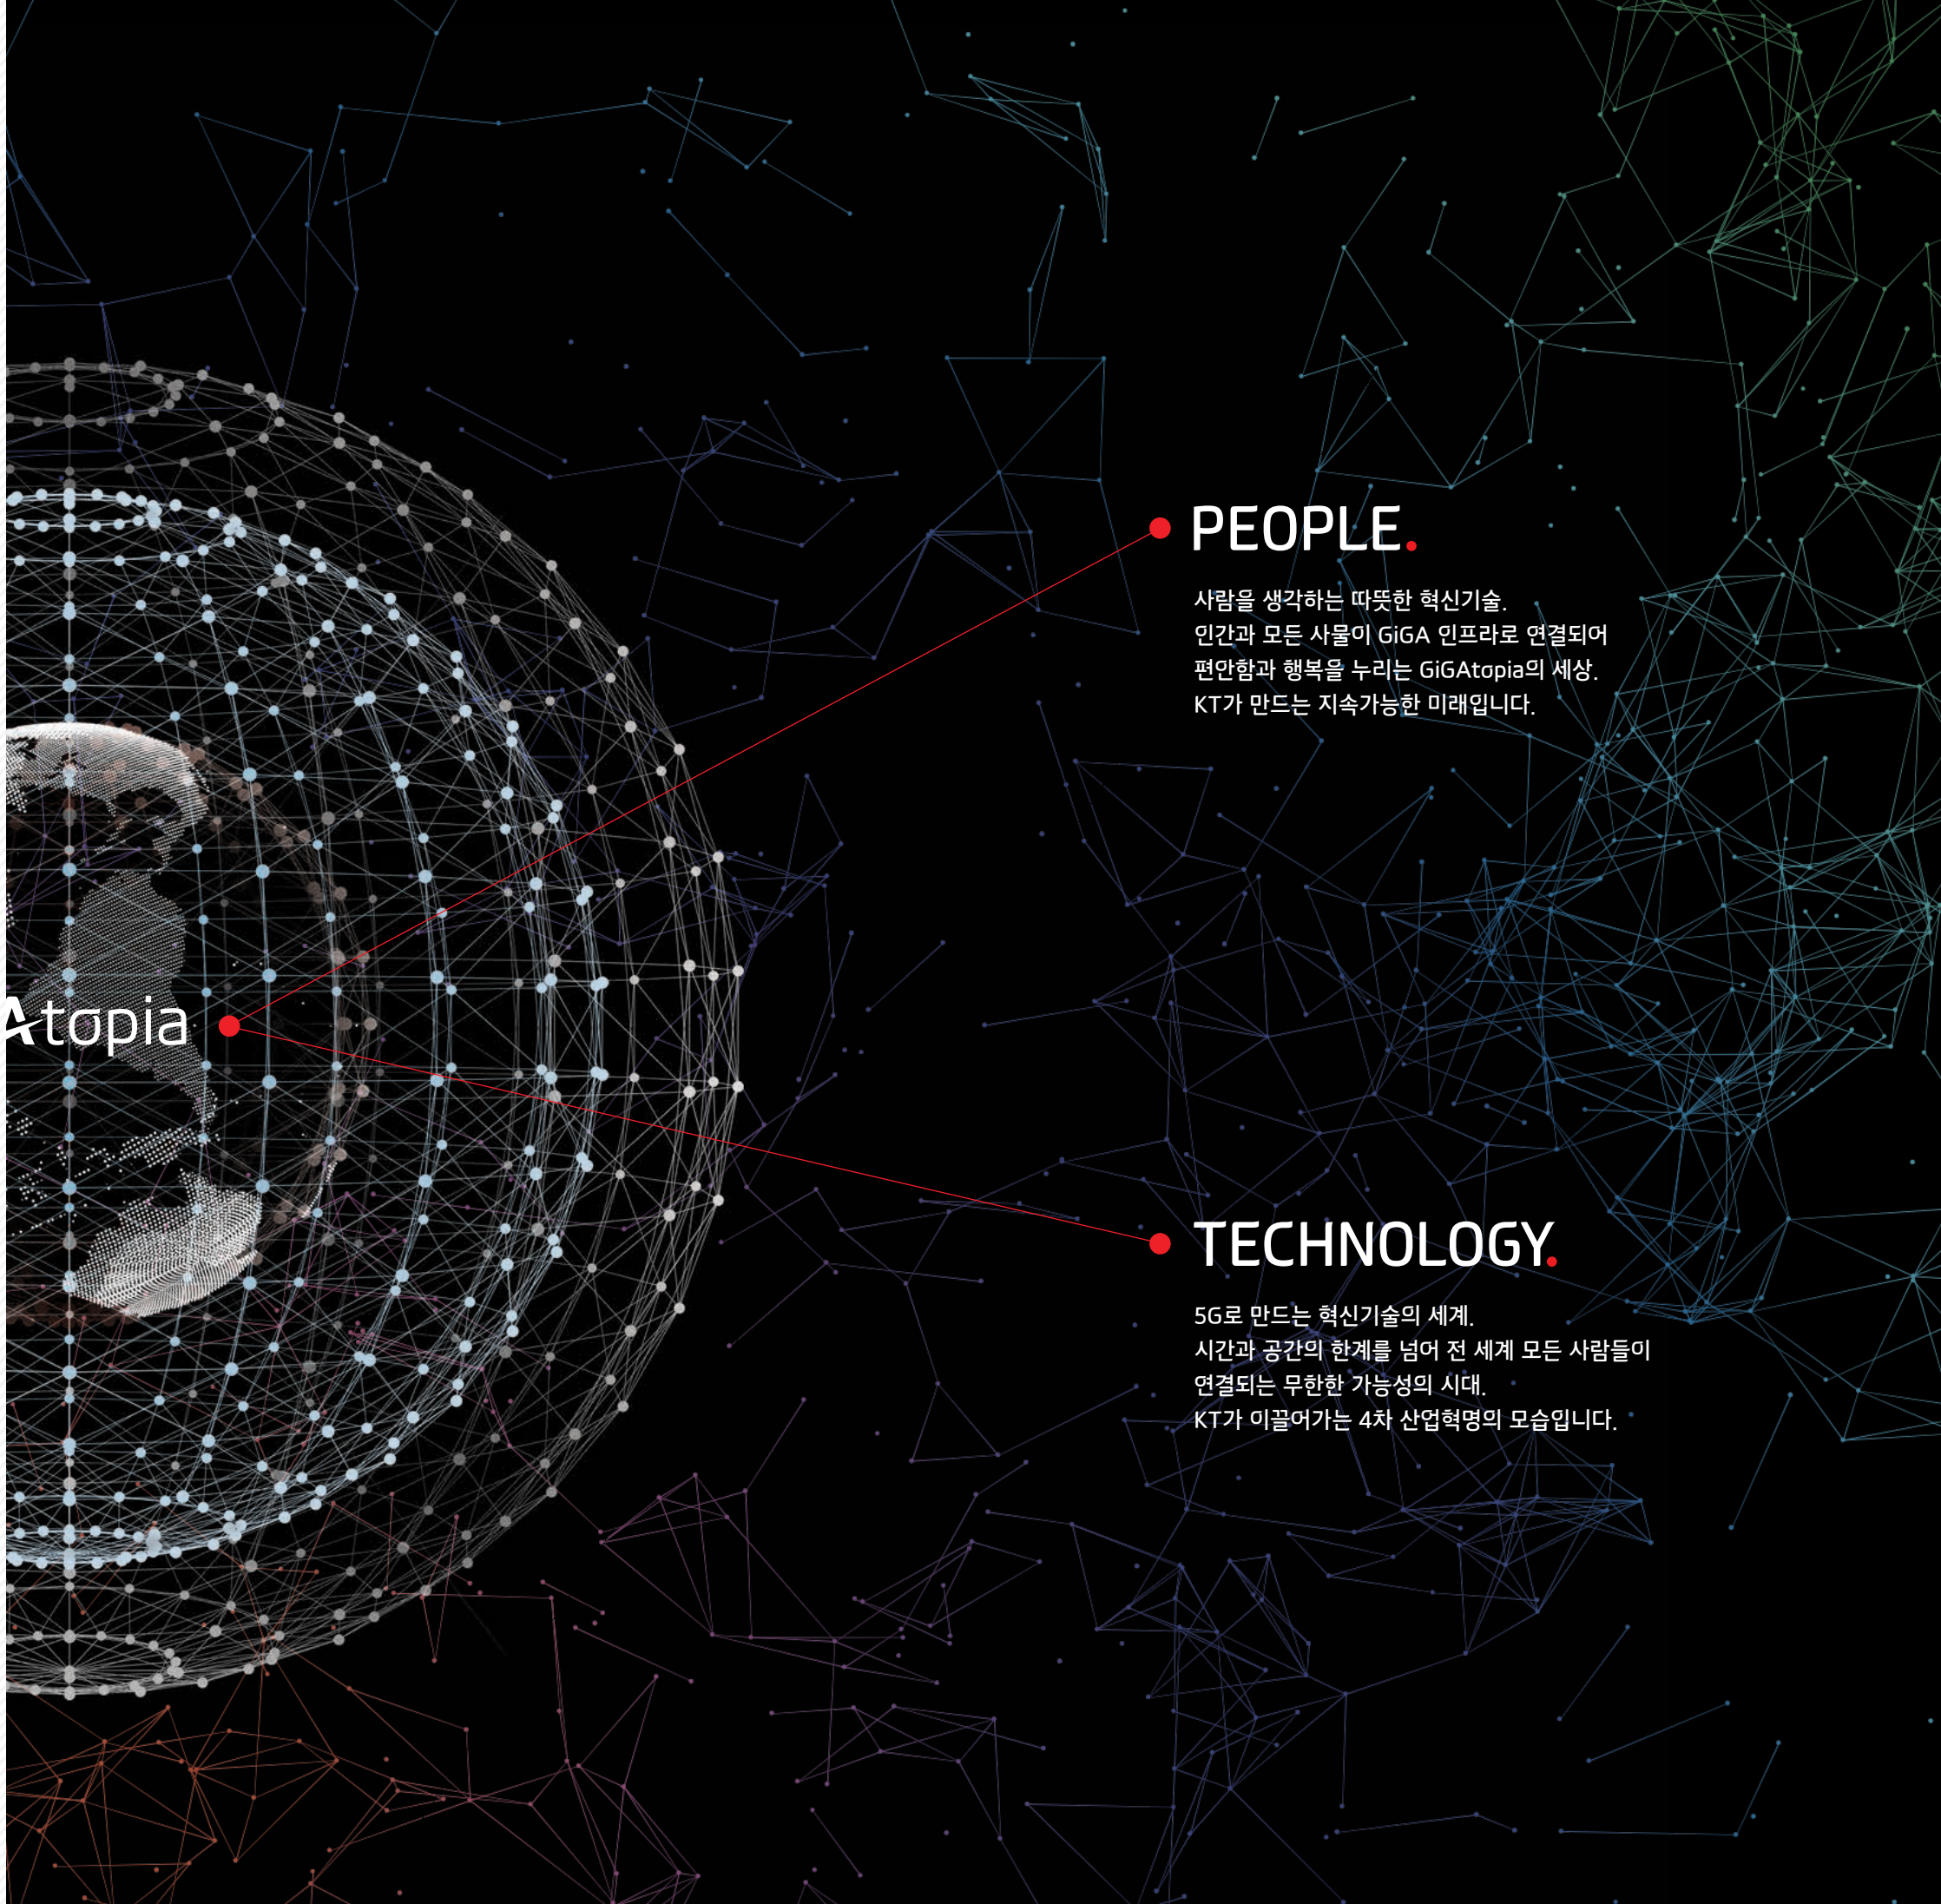 PEOPLE.
사람을 생각하는 따뜻한 혁신기술.
인간과 모든 사물이 GiGA 인프라로 연결되어
편안함과 행복을 누리는 GiGAtopia의 세상.
KT가 만드는 지속가능한 미래입니다.
Atopia
TECHNOLOGY.
5G로 만드는 혁신기술의 세계.
시간과 공간의 한계를 넘어 전 세계 모든 사람들이
연결되는 무한한 가능성의 시대.
KT가 이끌어가는 4차 산업혁명의 모습입니다.